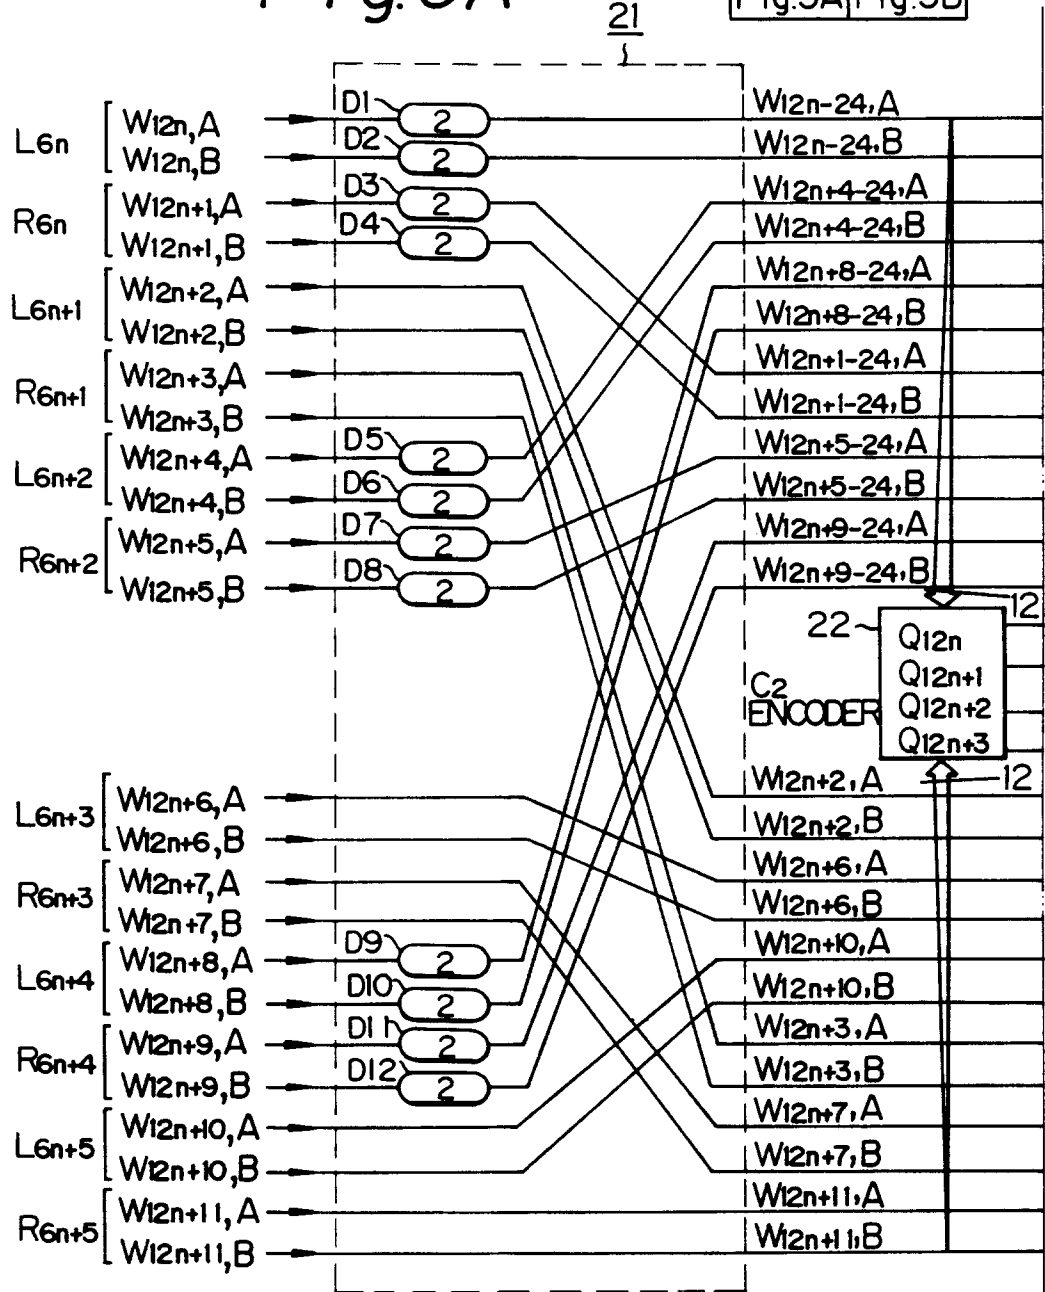 Fig. 5A
Fig.5A Fig.5B
21
L6n
W12n,A
W12n,B
R6n
W12n+1,A
W12n+1,B
L6n+1
W12n+2,A
W12n+2,B
R6n+1
W12n+3,A
W12n+3,B
L6n+2
W12n+4,A
W12n+4,B
R6n+2
W12n+5,A
W12n+5,B
L6n+3
W12n+6,A
W12n+6,B
R6n+3
W12n+7,A
W12n+7,B
L6n+4
W12n+8,A
W12n+8,B
R6n+4
W12n+9,A
W12n+9,B
L6n+5
W12n+10,A
W12n+10,B
R6n+5
W12n+11,A
W12n+11,B
D1 2
D2 2
D3 2
D4 2
D5 2
D6 2
D7 2
D8 2
D9 2
D10 2
D11 2
D12 2
W12n-24,A
W12n-24,B
W12n+4-24,A
W12n+4-24,B
W12n+8-24,A
W12n+8-24,B
W12n+1-24,A
W12n+1-24,B
W12n+5-24,A
W12n+5-24,B
W12n+9-24,A
W12n+9-24,B
12
22
C2
ENCODER
Q12n
Q12n+1
Q12n+2
Q12n+3
12
W12n+2,A
W12n+2,B
W12n+6,A
W12n+6,B
W12n+10,A
W12n+10,B
W12n+3,A
W12n+3,B
W12n+7,A
W12n+7,B
W12n+11,A
W12n+11,B